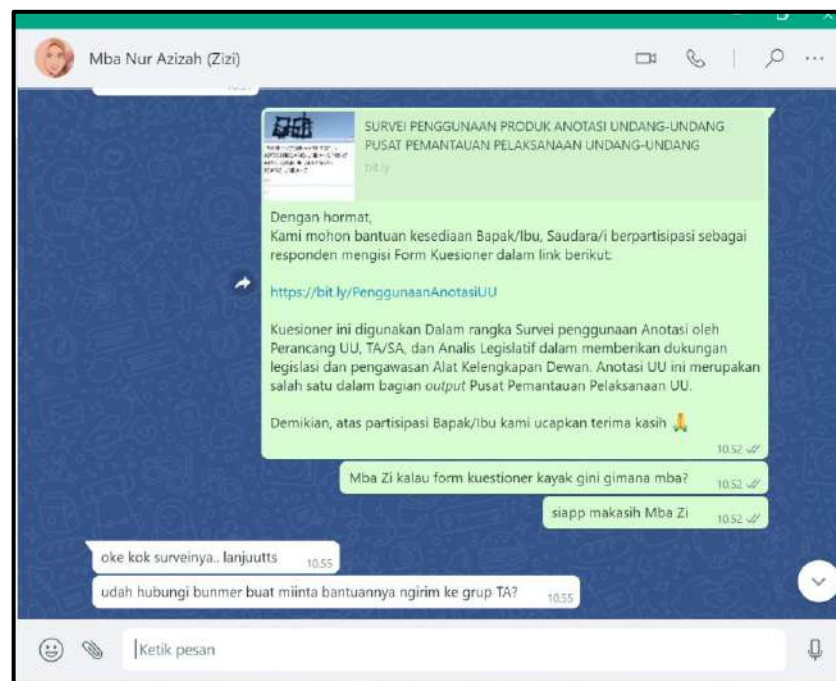 Mba Nur Azizah (Zizi)
SURVEI PENGGUNAAN PRODUK ANOTASI UNDANG-UNDANG
PUSAT PEMANTAUAN PELAKSANAAN UNDANG-UNDANG
bit.ly
Dengan hormat,
Kami mohon bantuan kesediaan Bapak/Ibu, Saudara/i berpartisipasi sebagai
responden mengisi Form Kuesioner dalam link berikut:
https://bit.ly/PenggunaanAnotasiUU
Kuesioner ini digunakan Dalam rangka Survei penggunaan Anotasi oleh
Perancang UU, TA/SA, dan Analis Legislatif dalam memberikan dukungan
legislasi dan pengawasan Alat Kelengkapan Dewan. Anotasi UU ini merupakan
salah satu dalam bagian output Pusat Pemantauan Pelaksanaan UU.
Demikian, atas partisipasi Bapak/Ibu kami ucapkan terima kasih 🙏
10.52
Mba Zi kalau form kuestioner kayak gini gimana mba?
10.52
siapp makasih Mba Zi
10.52
oke kok surveinya.. lanjuutts
10.55
udah hubungi bunmer buat miinta bantuannya ngirim ke grup TA?
10.55
Ketik pesan